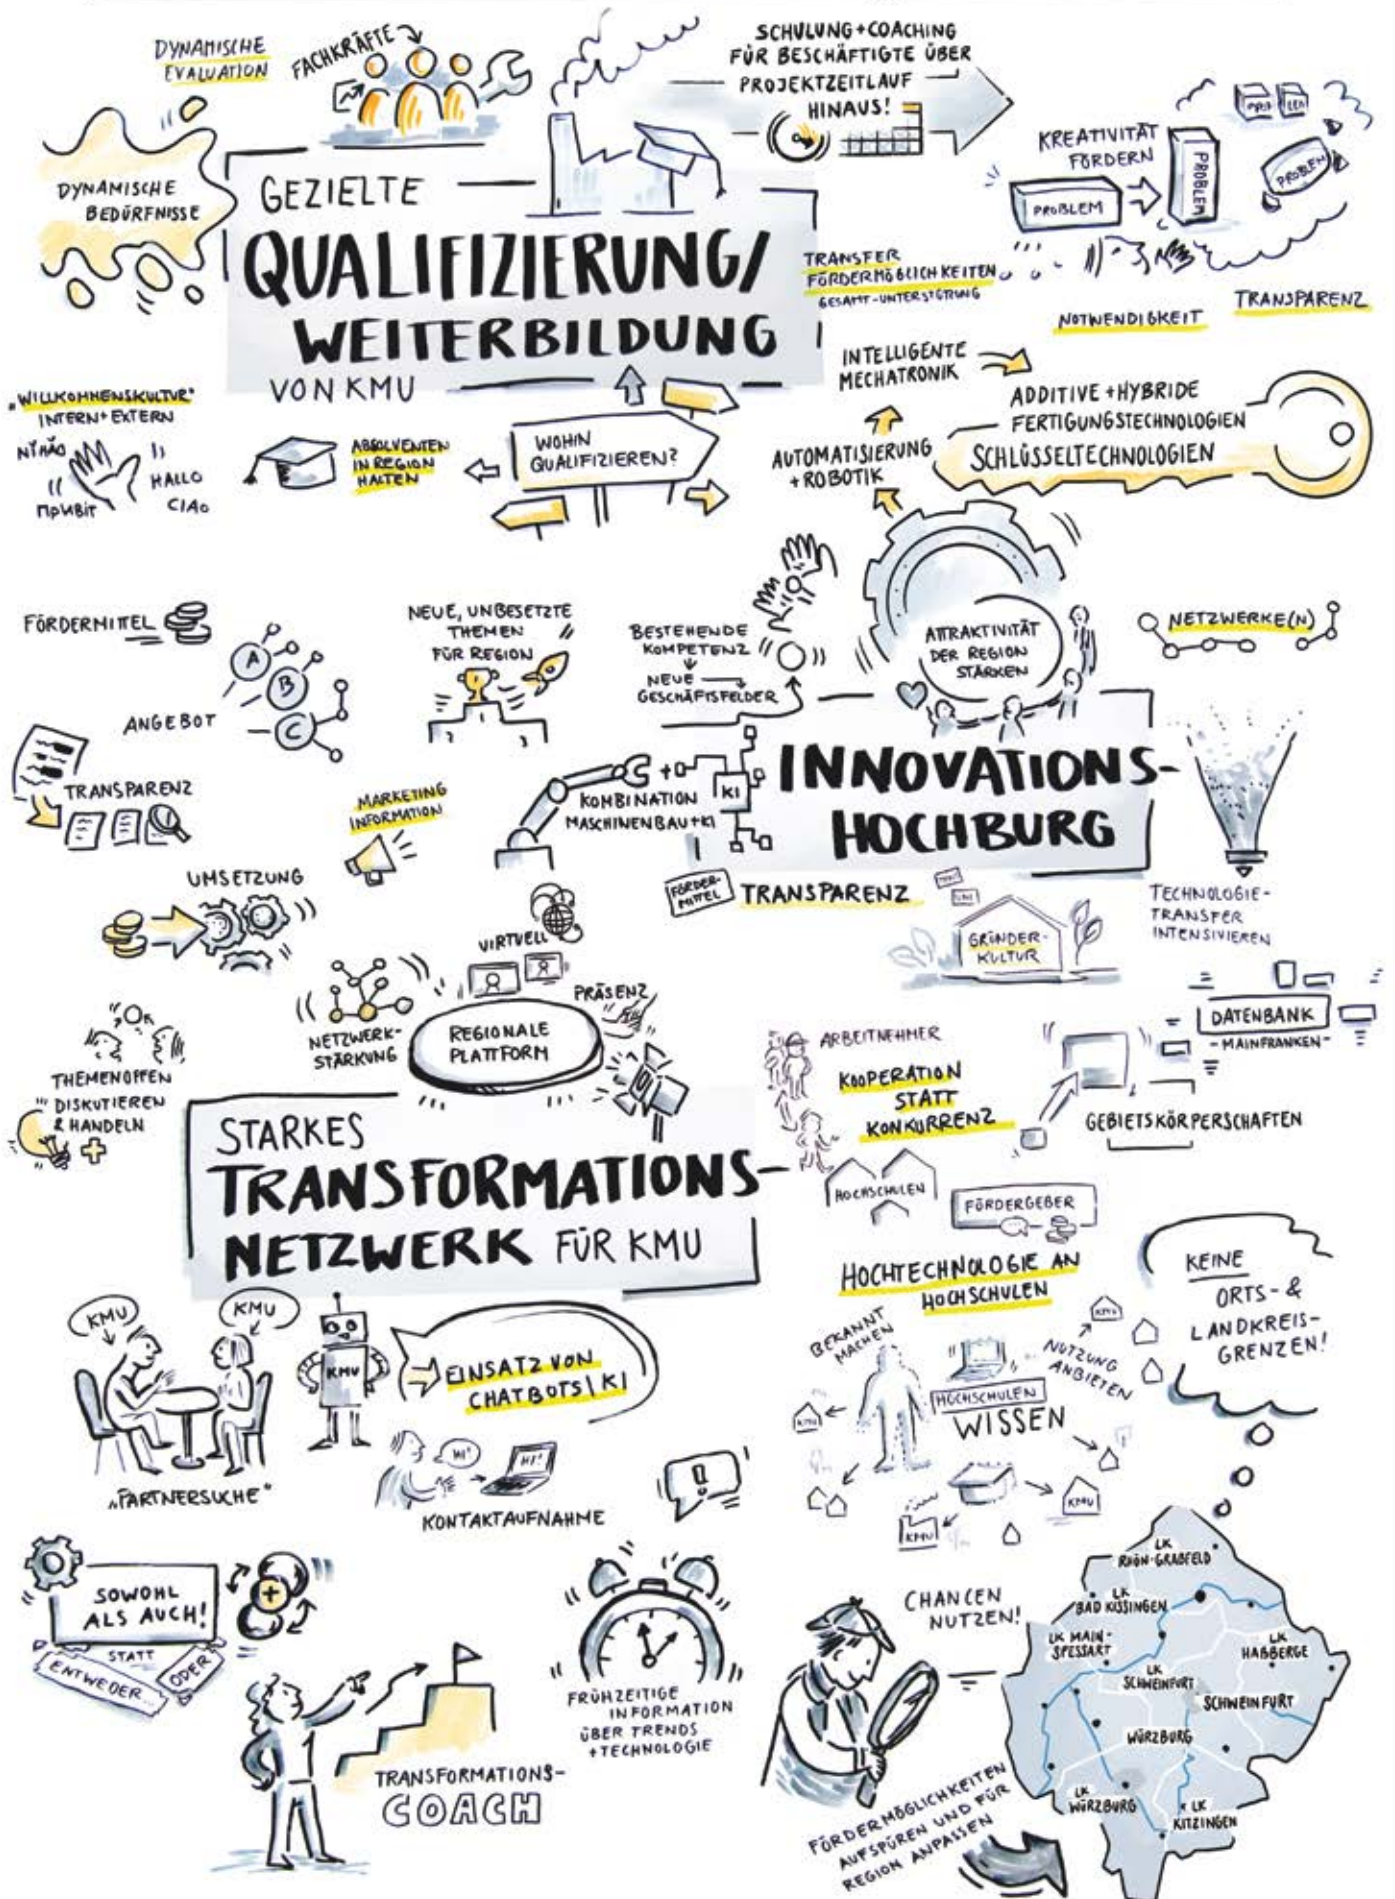 DYNAMISCHE
EVALUATION
FACHKRÄFTE
SCHULUNG+COACHING
FÜR BESCHÄFTIGTE ÜBER
PROJEKTZEITLAUF
HINAUS!
DYNAMISCHE
BEDÜRFNISSE
GEZIELTE
QUALIFIZIERUNG/
WEITERBILDUNG
VON KMU
KREATIVITÄT
FÖRDERN
PROBLEM
PROBLEM
PROBLEM
TRANSFER
FÖRDERMÖGLICHKEITEN
GESAMT-UNTERSTÜTZUNG
NOTWENDIGKEIT
TRANSPARENZ
"WILLKOMMENSKULTUR"
INTERN+EXTERN
NǏHǍO
HALLO
ПРИВІТ
CIAO
ABSOLVENTEN
IN REGION
HALTEN
WOHIN
QUALIFIZIEREN?
INTELLIGENTE
MECHATRONIK
AUTOMATISIERUNG
+ROBOTIK
ADDITIVE+HYBRIDE
FERTIGUNGSTECHNOLOGIEN
SCHLÜSSELTECHNOLOGIEN
FÖRDERMITTEL
A
B
C
ANGEBOT
TRANSPARENZ
NEUE, UNBESETZTE
THEMEN
FÜR REGION
1
2
3
BESTEHENDE
KOMPETENZ
NEUE
GESCHÄFTSFELDER
ATTRAKTIVITÄT
DER REGION
STÄRKEN
NETZWERKE(N)
INNOVATIONS-
HOCHBURG
KOMBINATION
MASCHINENBAU+KI
KI
MARKETING
INFORMATION
UMSETZUNG
FÖRDER-
MITTEL
TRANSPARENZ
GRÜNDER-
KULTUR
TECHNOLOGIE-
TRANSFER
INTENSIVIEREN
VIRTUELL
PRÄSENZ
NETZWERK-
STÄRKUNG
REGIONALE
PLATTFORM
THEMENOFFEN
DISKUTIEREN
& HANDELN
STARKES
TRANSFORMATIONS-
NETZWERK FÜR KMU
ARBEITNEHMER
KOOPERATION
STATT
KONKURRENZ
HOCHSCHULEN
FÖRDERGEBER
DATENBANK
-MAINFRANKEN-
GEBIETSKÖRPERSCHAFTEN
KMU
KMU
"PARTNERSUCHE"
KMU
EINSATZ VON
CHATBOTS\KI
HI!
HI!
KONTAKTAUFNAHME
!
HOCHTECHNOLOGIE AN
HOCHSCHULEN
BEKANNT
MACHEN
NUTZUNG
ANBIETEN
HOCHSCHULEN
WISSEN
KMU
KMU
KMU
KMU
KEINE
ORTS- &
LANDKREIS-
GRENZEN!
SOWOHL
ALS AUCH!
STATT
ENTWEDER...
ODER
TRANSFORMATIONS-
COACH
FRÜHZEITIGE
INFORMATION
ÜBER TRENDS
+TECHNOLOGIE
CHANCEN
NUTZEN!
FÖRDERMÖGLICHKEITEN
AUFSPÜREN UND FÜR
REGION ANPASSEN
LK
RHÖN-GRABFELD
LK
BAD KISSINGEN
LK MAIN-
SPESSART
LK
HAßBERGE
LK
SCHWEINFURT
SCHWEINFURT
WÜRZBURG
LK
WÜRZBURG
LK
KITZINGEN